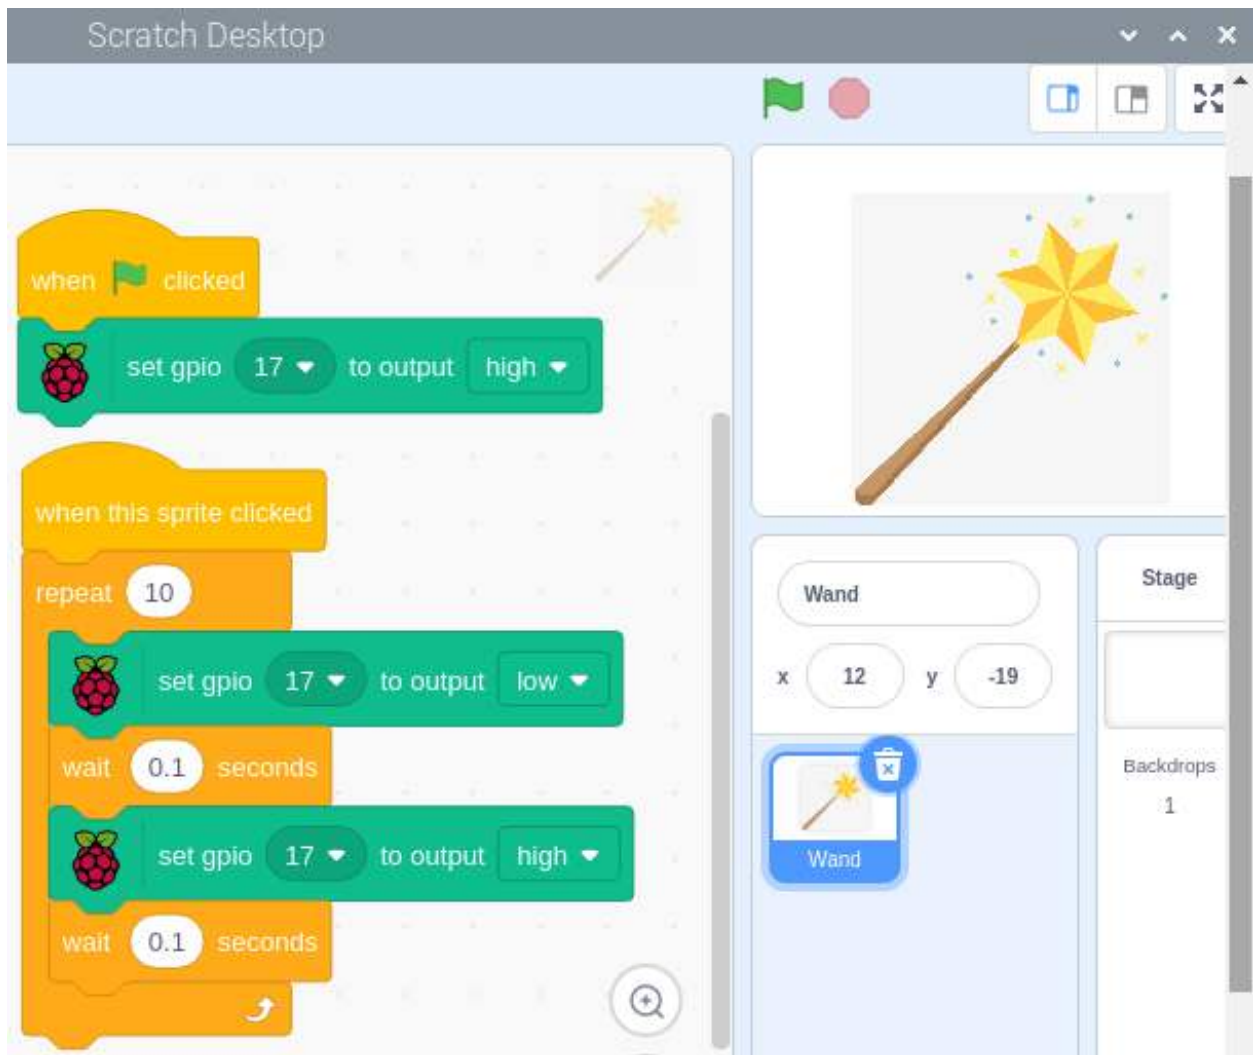 Scratch Desktop
when clicked
set gpio 17 to output high
when this sprite clicked
repeat 10
set gpio 17 to output low
wait 0.1 seconds
set gpio 17 to output high
wait 0.1 seconds
Wand
x 12 y -19
Wand
Stage
Backdrops
1